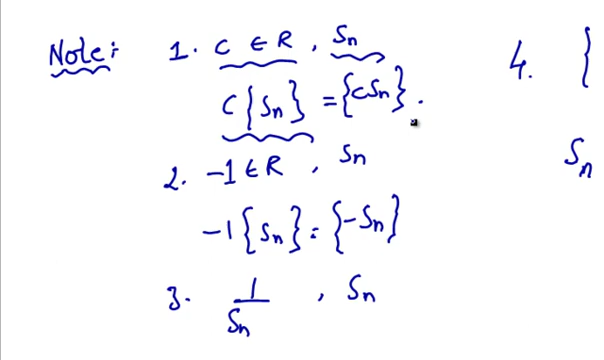 Note: 1. C ∈ R, Sn
C{Sn} = {CSn}.
2. -1 ∈ R, Sn
-1{Sn} = {-Sn}
3. 1/Sn, Sn
4. {
Sn